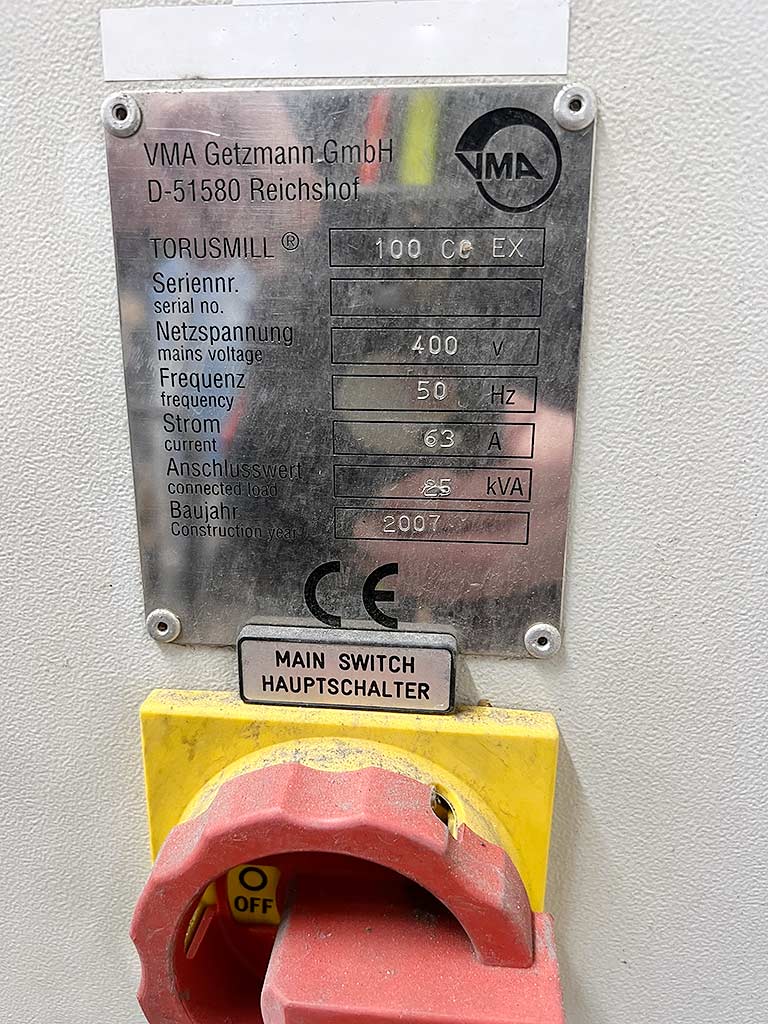 VMA Getzmann GmbH
D-51580 Reichshof
VMA
TORUSMILL® 100 EX
Seriennr.
serial no.
Netzspannung
mains voltage 400 V
Frequenz
frequency 50 Hz
Strom
current 63 A
Anschlusswert
connected load kVA
Baujahr
Construction year 2007
CE
MAIN SWITCH
HAUPTSCHALTER
O
OFF